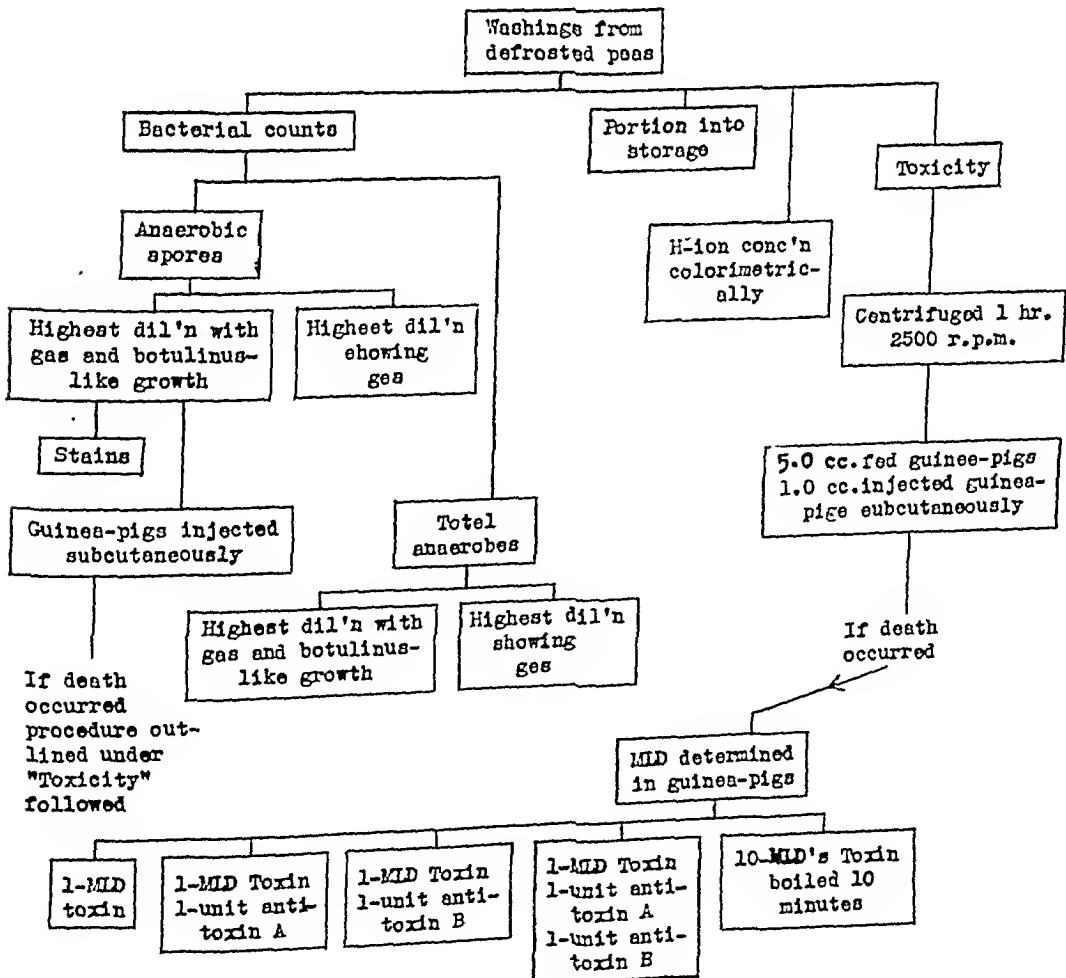 Washings from
defrosted peas
Bacterial counts
Portion into
storage
Toxicity
Anaerobic
spores
H-ion conc'n
colorimetric-
ally
Highest dil'n with
gas and botulinus-
like growth
Highest dil'n
showing
gas
Centrifuged 1 hr.
2500 r.p.m.
Stains
5.0 cc.fed guinea-pigs
1.0 cc.injected guinea-
pigs subcutaneously
Guinea-pigs injected
subcutaneously
Total
anaerobes
Highest dil'n with
gas and botulinus-
like growth
Highest dil'n
showing
gas
If death
occurred
If death
occurred
procedure out-
lined under
"Toxicity"
followed
MLD determined
in guinea-pigs
1-MLD
toxin
1-MLD Toxin
1-unit anti-
toxin A
1-MLD Toxin
1-unit anti-
toxin B
1-MLD Toxin
1-unit anti-
toxin A
1-unit anti-
toxin B
10-MLD's Toxin
boiled 10
minutes